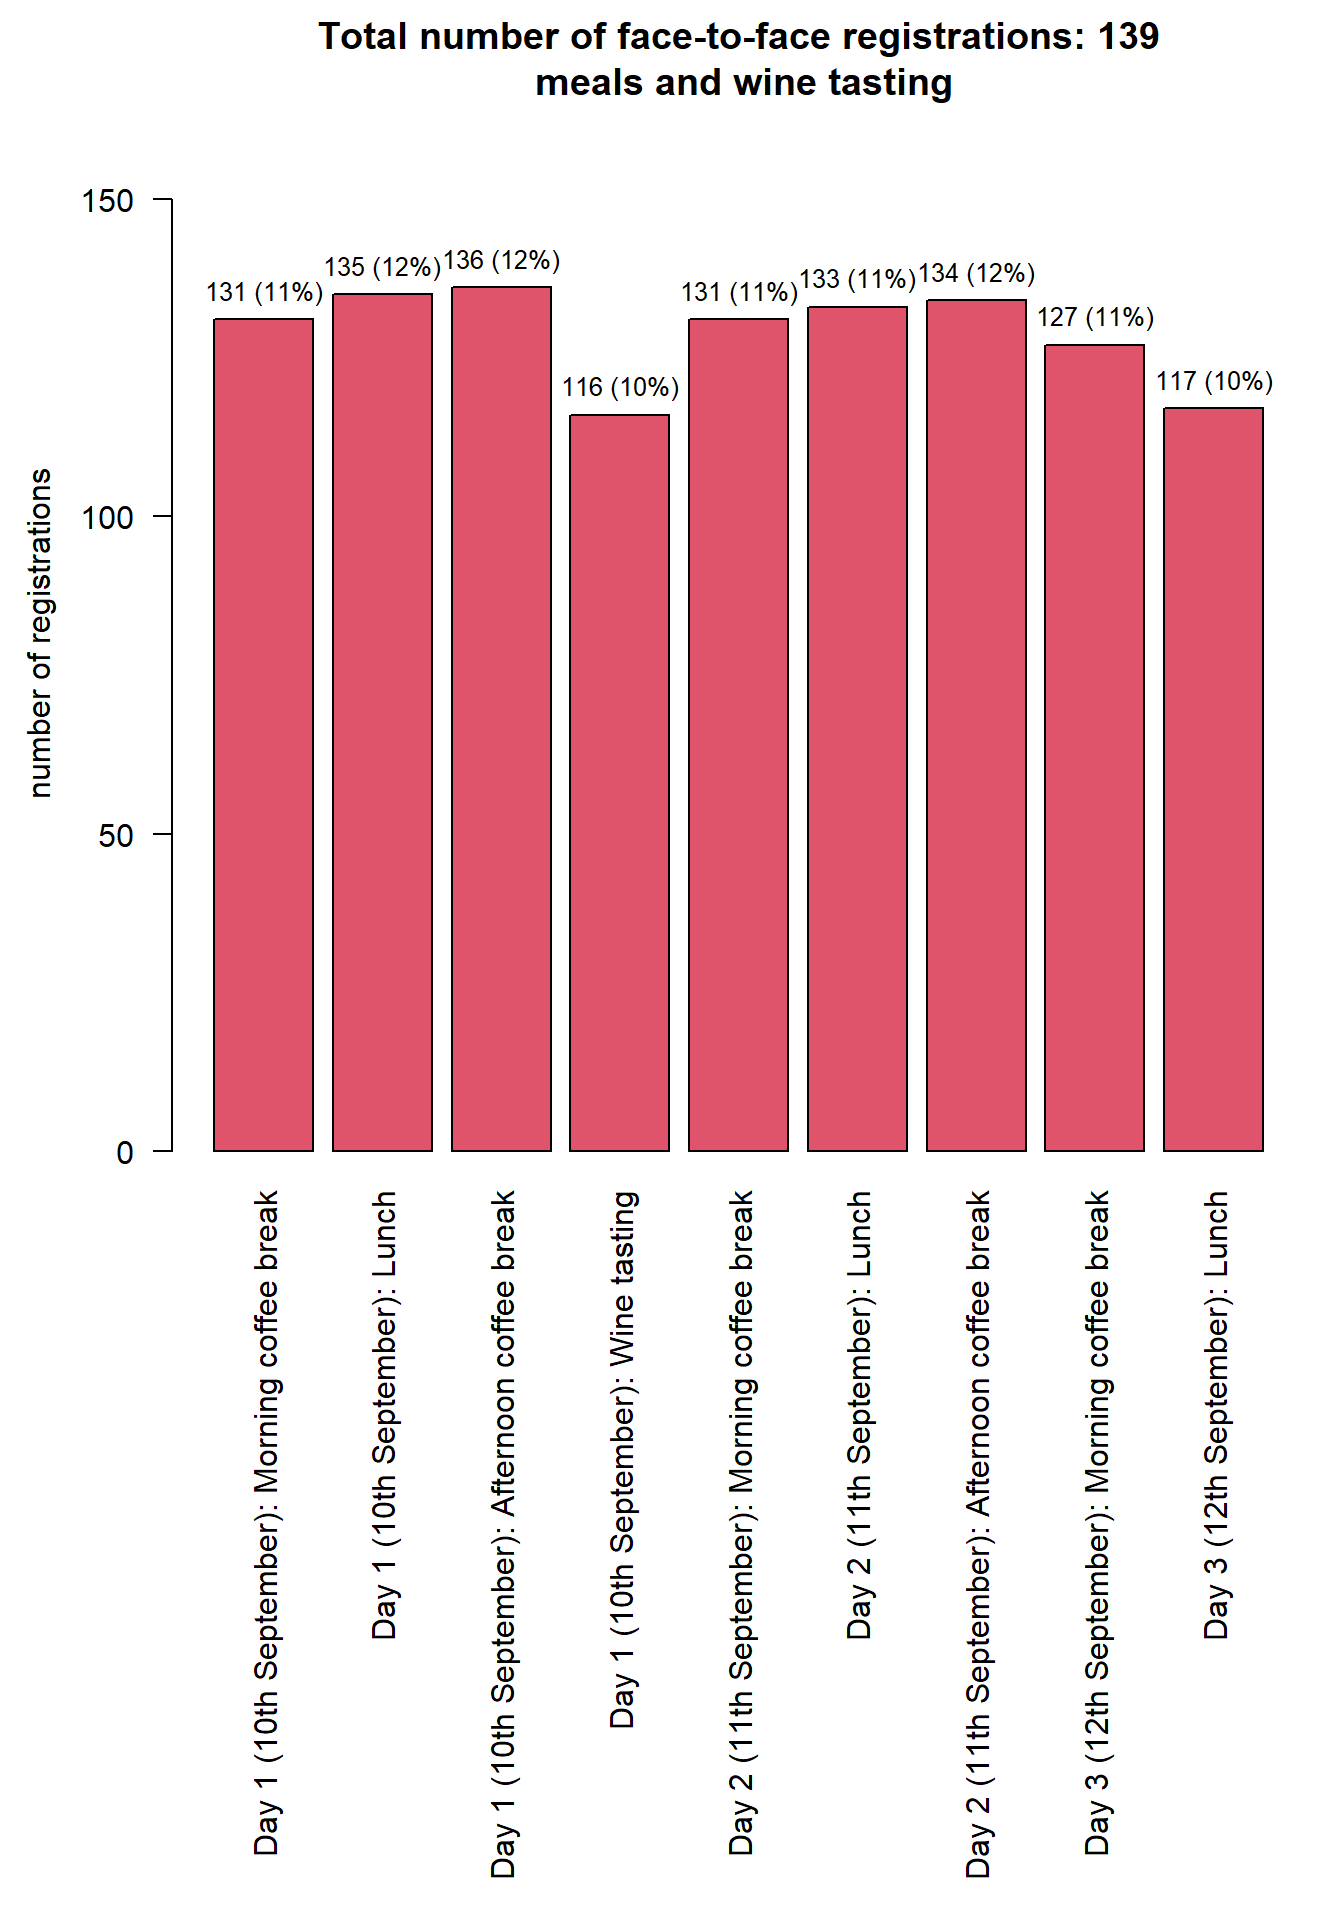 Total number of face-to-face registrations: 139
meals and wine tasting
number of registrations
150
100
50
0
131 (11%)
135 (12%)
136 (12%)
116 (10%)
131 (11%)
133 (11%)
134 (12%)
127 (11%)
117 (10%)
Day 1 (10th September): Morning coffee break
Day 1 (10th September): Lunch
Day 1 (10th September): Afternoon coffee break
Day 1 (10th September): Wine tasting
Day 2 (11th September): Morning coffee break
Day 2 (11th September): Lunch
Day 2 (11th September): Afternoon coffee break
Day 3 (12th September): Morning coffee break
Day 3 (12th September): Lunch